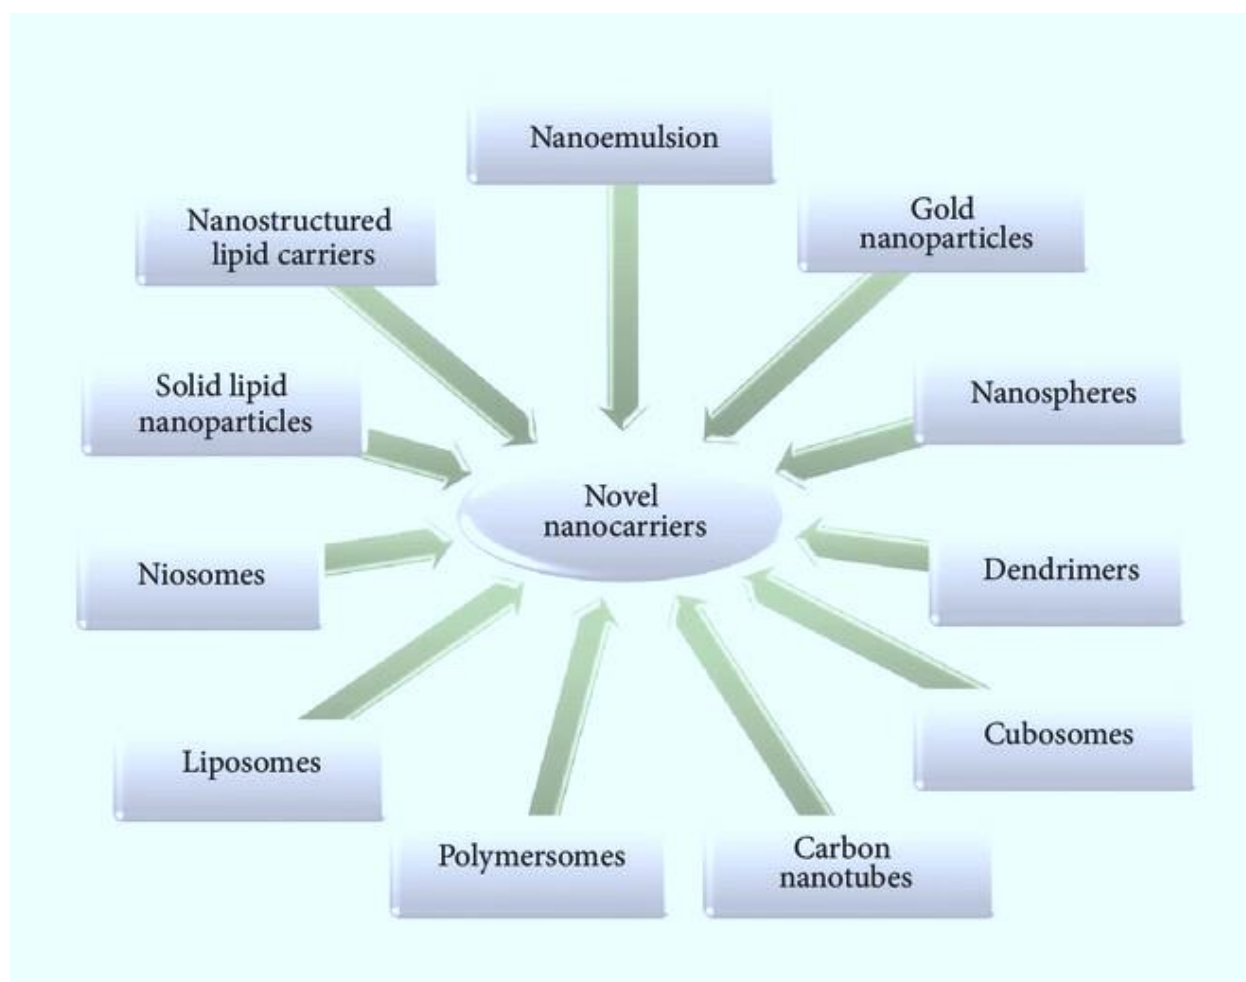 Nanoemulsion
Gold
nanoparticles
Nanostructured
lipid carriers
Solid lipid
nanoparticles
Nanospheres
Novel
nanocarriers
Niosomes
Dendrimers
Liposomes
Cubosomes
Polymersomes
Carbon
nanotubes